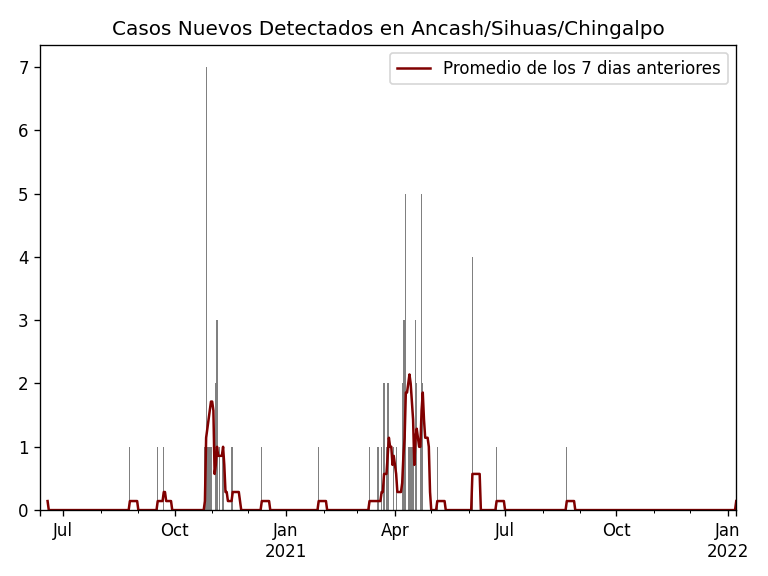 Casos Nuevos Detectados en Ancash/Sihuas/Chingalpo
Promedio de los 7 dias anteriores
7
6
5
4
3
2
1
0
Jul
Oct
Jan
2021
Apr
Jul
Oct
Jan
2022